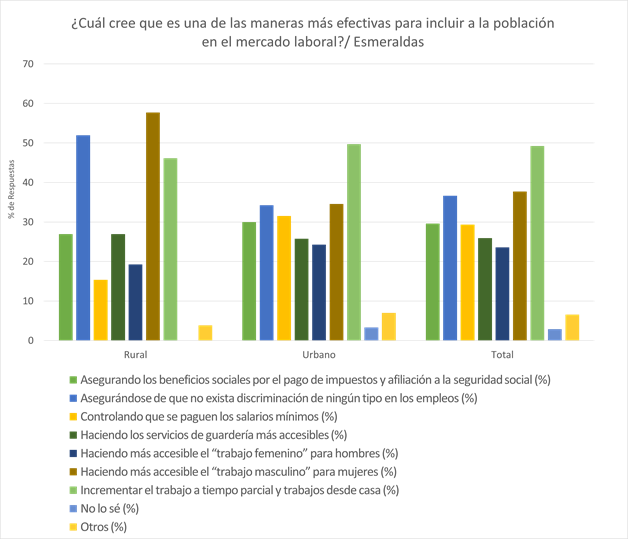 ¿Cuál cree que es una de las maneras más efectivas para incluir a la población
en el mercado laboral?/ Esmeraldas
70
60
50
40
30
20
10
0
% de Respuestas
Rural Urbano Total
Asegurando los beneficios sociales por el pago de impuestos y afiliación a la seguridad social (%)
Asegurándose de que no exista discriminación de ningún tipo en los empleos (%)
Controlando que se paguen los salarios mínimos (%)
Haciendo los servicios de guardería más accesibles (%)
Haciendo más accesible el “trabajo femenino” para hombres (%)
Haciendo más accesible el “trabajo masculino” para mujeres (%)
Incrementar el trabajo a tiempo parcial y trabajos desde casa (%)
No lo sé (%)
Otros (%)